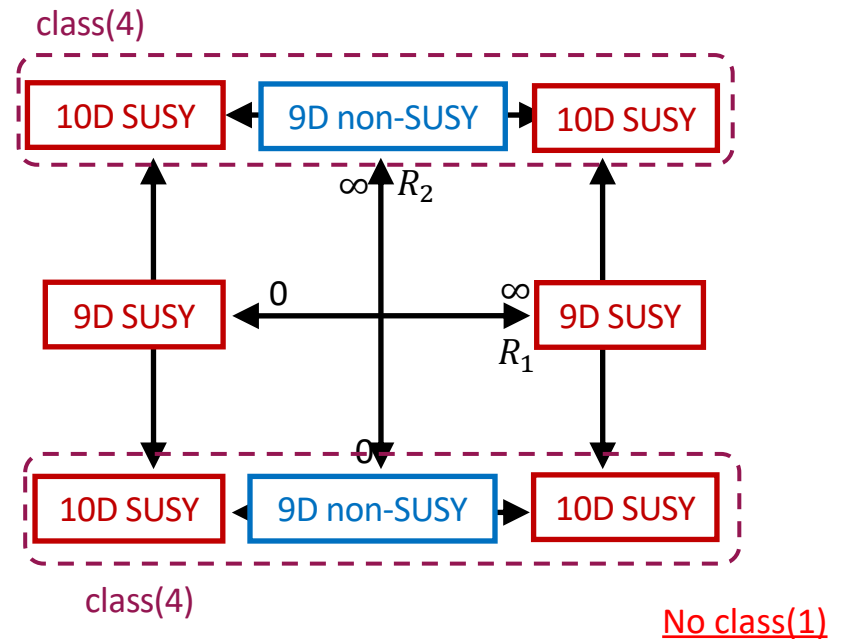 class(4)
10D SUSY
9D non-SUSY
10D SUSY
∞
R₂
0
∞
9D SUSY
9D SUSY
R₁
0
10D SUSY
9D non-SUSY
10D SUSY
class(4)
No class(1)